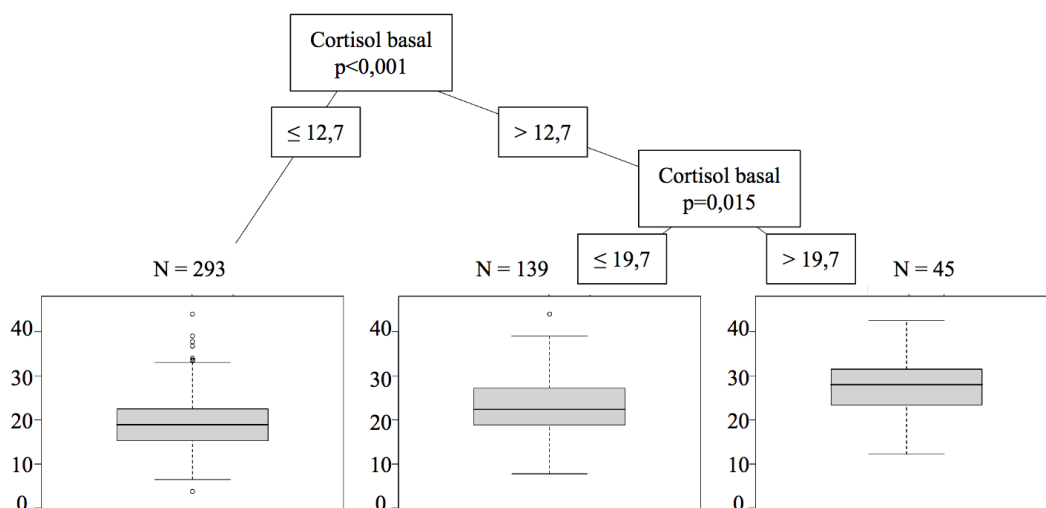 Cortisol basal
p<0,001
≤ 12,7
> 12,7
Cortisol basal
p=0,015
≤ 19,7
> 19,7
N = 293
N = 139
N = 45
40
30
20
10
0
40
30
20
10
0
40
30
20
10
0